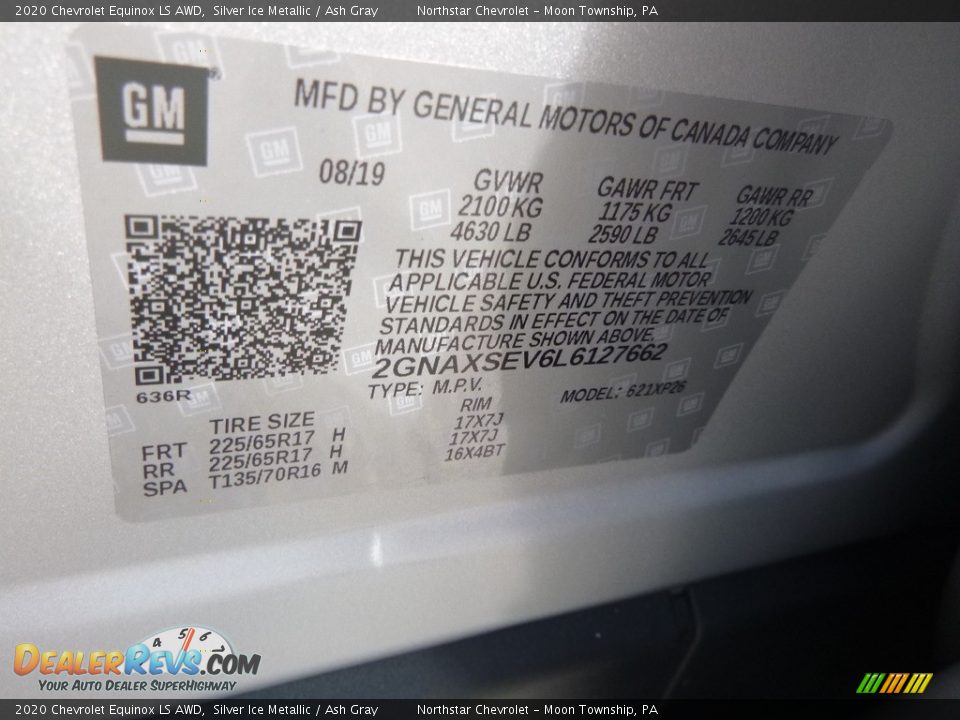 2020 Chevrolet Equinox LS AWD, Silver Ice Metallic / Ash Gray Northstar Chevrolet - Moon Township, PA
GM
MFD BY GENERAL MOTORS OF CANADA COMPANY
08/19
GVWR GAWR FRT GAWR RR
2100 KG 1175 KG 1200 KG
4630 LB 2590 LB 2645 LB
THIS VEHICLE CONFORMS TO ALL
APPLICABLE U.S. FEDERAL MOTOR
VEHICLE SAFETY AND THEFT PREVENTION
STANDARDS IN EFFECT ON THE DATE OF
MANUFACTURE SHOWN ABOVE.
2GNAXSEV6L6127662
TYPE: M.P.V. MODEL: 621XP26
636R
TIRE SIZE RIM
FRT 225/65R17 H 17X7J
RR 225/65R17 H 17X7J
SPA T135/70R16 M 16X4BT
4 5 6
DEALERREVS.COM
YOUR AUTO DEALER SUPERHIGHWAY
2020 Chevrolet Equinox LS AWD, Silver Ice Metallic / Ash Gray Northstar Chevrolet - Moon Township, PA